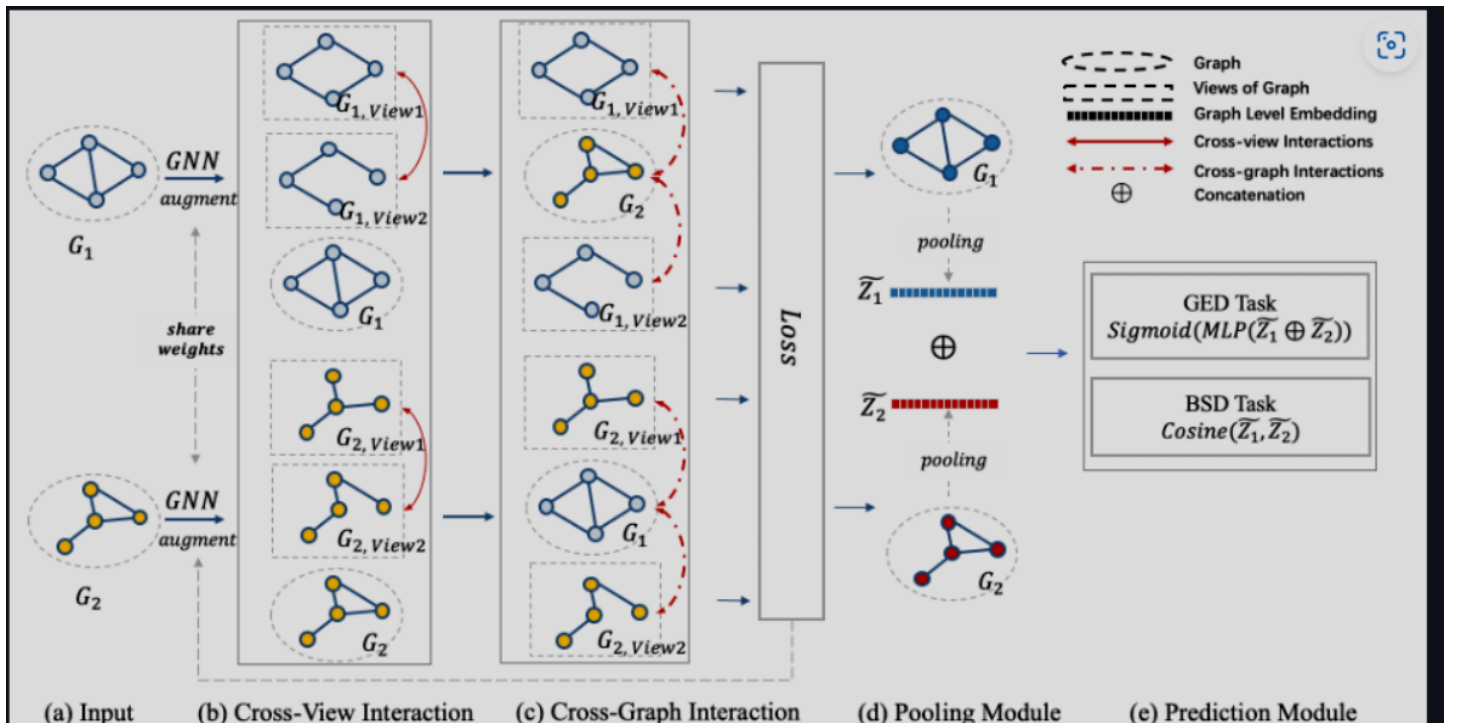 G₁,View1
G₁,View2
G₁
G₂,View1
G₂,View2
G₂
G₁,View1
G₂
G₁,View2
G₂,View1
G₁
G₂,View2
GNN
augment
G₁
share
weights
GNN
augment
G₂
Loss
G₁
pooling
Z̃₁
⊕
Z̃₂
pooling
G₂
Graph
Views of Graph
Graph Level Embedding
Cross-view Interactions
Cross-graph Interactions
⊕ Concatenation
GED Task
Sigmoid(MLP(Z̃₁ ⊕ Z̃₂))
BSD Task
Cosine(Z̃₁, Z̃₂)
(a) Input (b) Cross-View Interaction (c) Cross-Graph Interaction (d) Pooling Module (e) Prediction Module